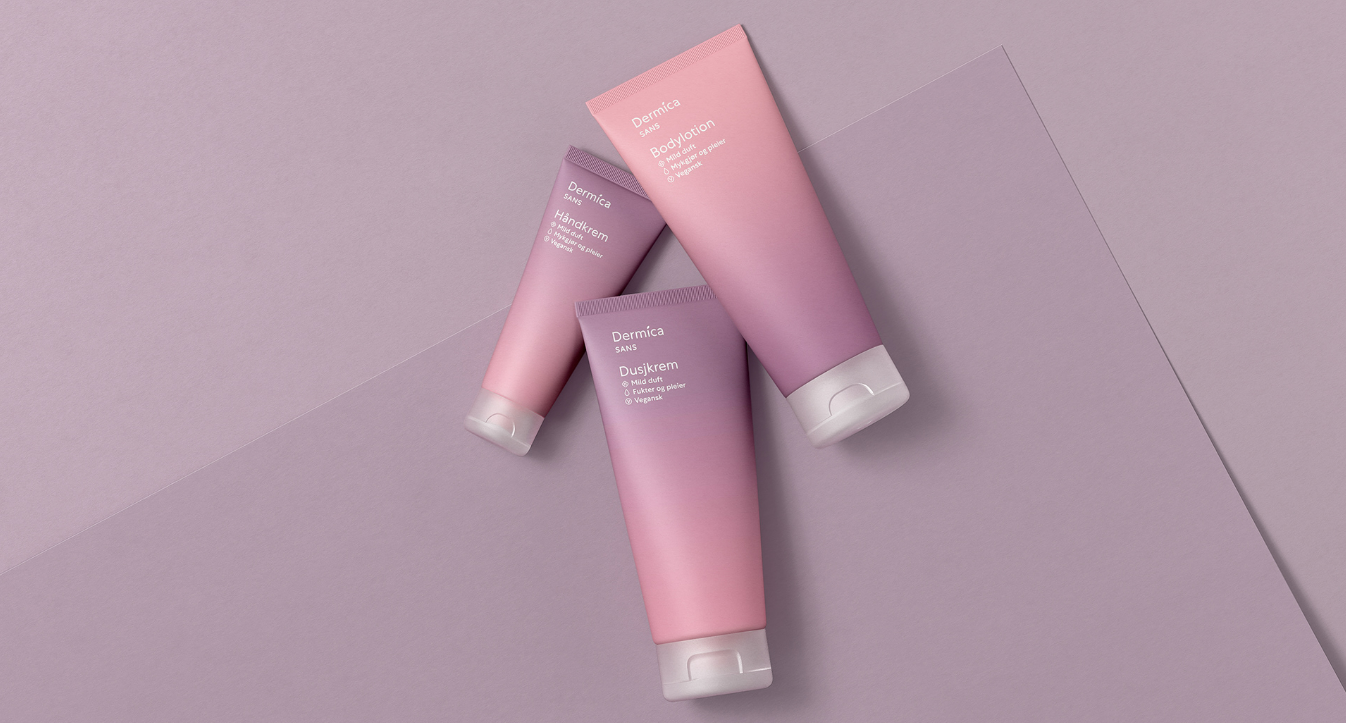 Dermica
SANS
Bodylotion
Mild duft
Mykgjør og pleier
Vegansk
Dermica
SANS
Håndkrem
Mild duft
Mykgjør og pleier
Vegansk
Dermica
SANS
Dusjkrem
Mild duft
Fukter og pleier
Vegansk